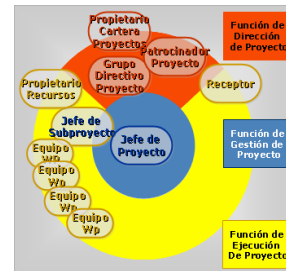 Propietario
Cartera
Proyectos
Función de
Dirección
de Proyecto
Patrocinador
Proyecto
Grupo
Directivo
Proyecto
Propietario
Recursos
Receptor
Jefe de
Subproyecto
Jefe de
Proyecto
Función de
Gestión de
Proyecto
Equipo
WP
Equipo
Wp
Equipo
Wp
Equipo
Wp
Función de
Ejecución
De Proyecto